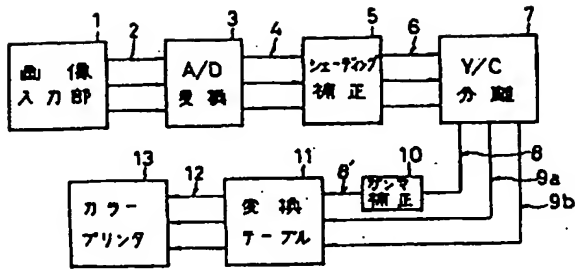 1
2
3
4
5
6
7
画像
入力部
A/D
変換
シェーディング
補正
Y/C
分離
8
9a
9b
10
ガンマ
補正
8'
11
変換
テーブル
12
13
カラー
プリンタ